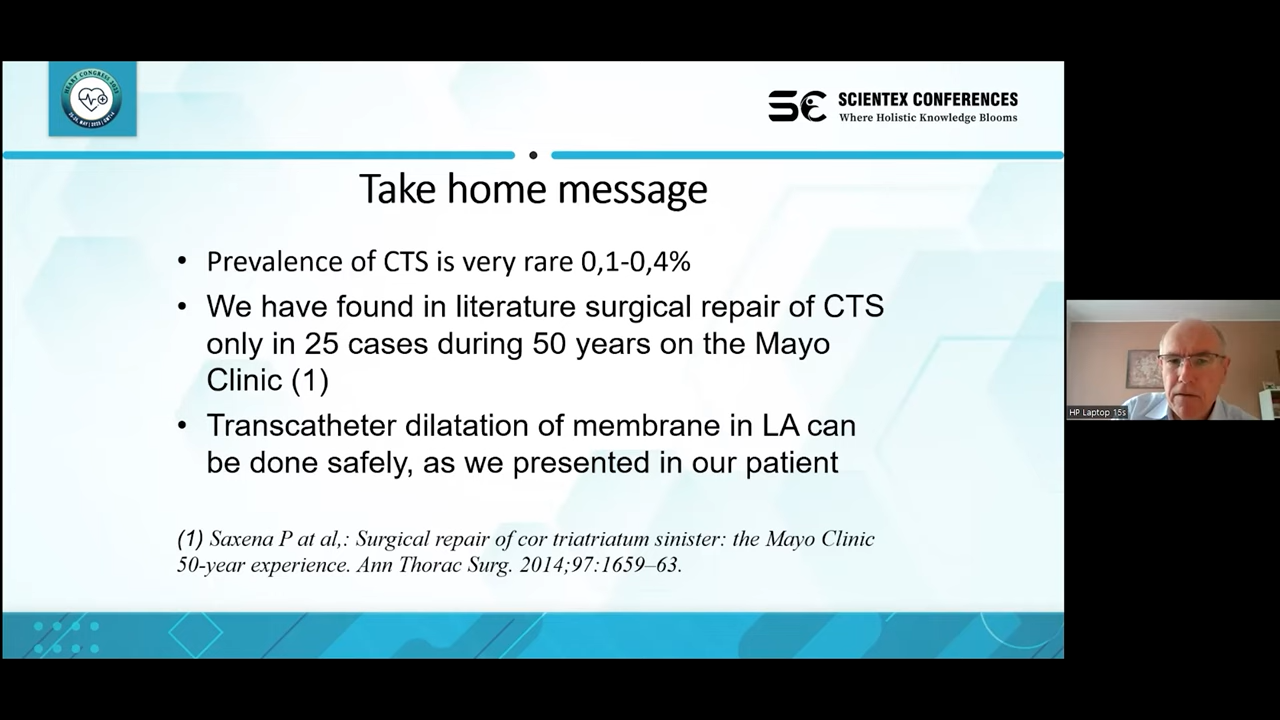 HEART CONGRESS 2023
SCIENTEX CONFERENCES
Where Holistic Knowledge Blooms
Take home message
• Prevalence of CTS is very rare 0,1-0,4%
• We have found in literature surgical repair of CTS
only in 25 cases during 50 years on the Mayo
Clinic (1)
• Transcatheter dilatation of membrane in LA can
be done safely, as we presented in our patient
(1) Saxena P at al,: Surgical repair of cor triatriatum sinister: the Mayo Clinic
50-year experience. Ann Thorac Surg. 2014;97:1659–63.
HP Laptop 15s